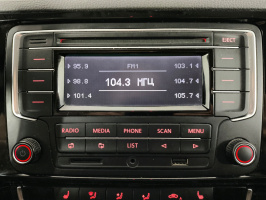 EJECT
95.9 FM1 103.1
98.8 104.3 МГЦ 104.7
101.4 105.7
RADIO MEDIA PHONE SCAN MENU
LIST